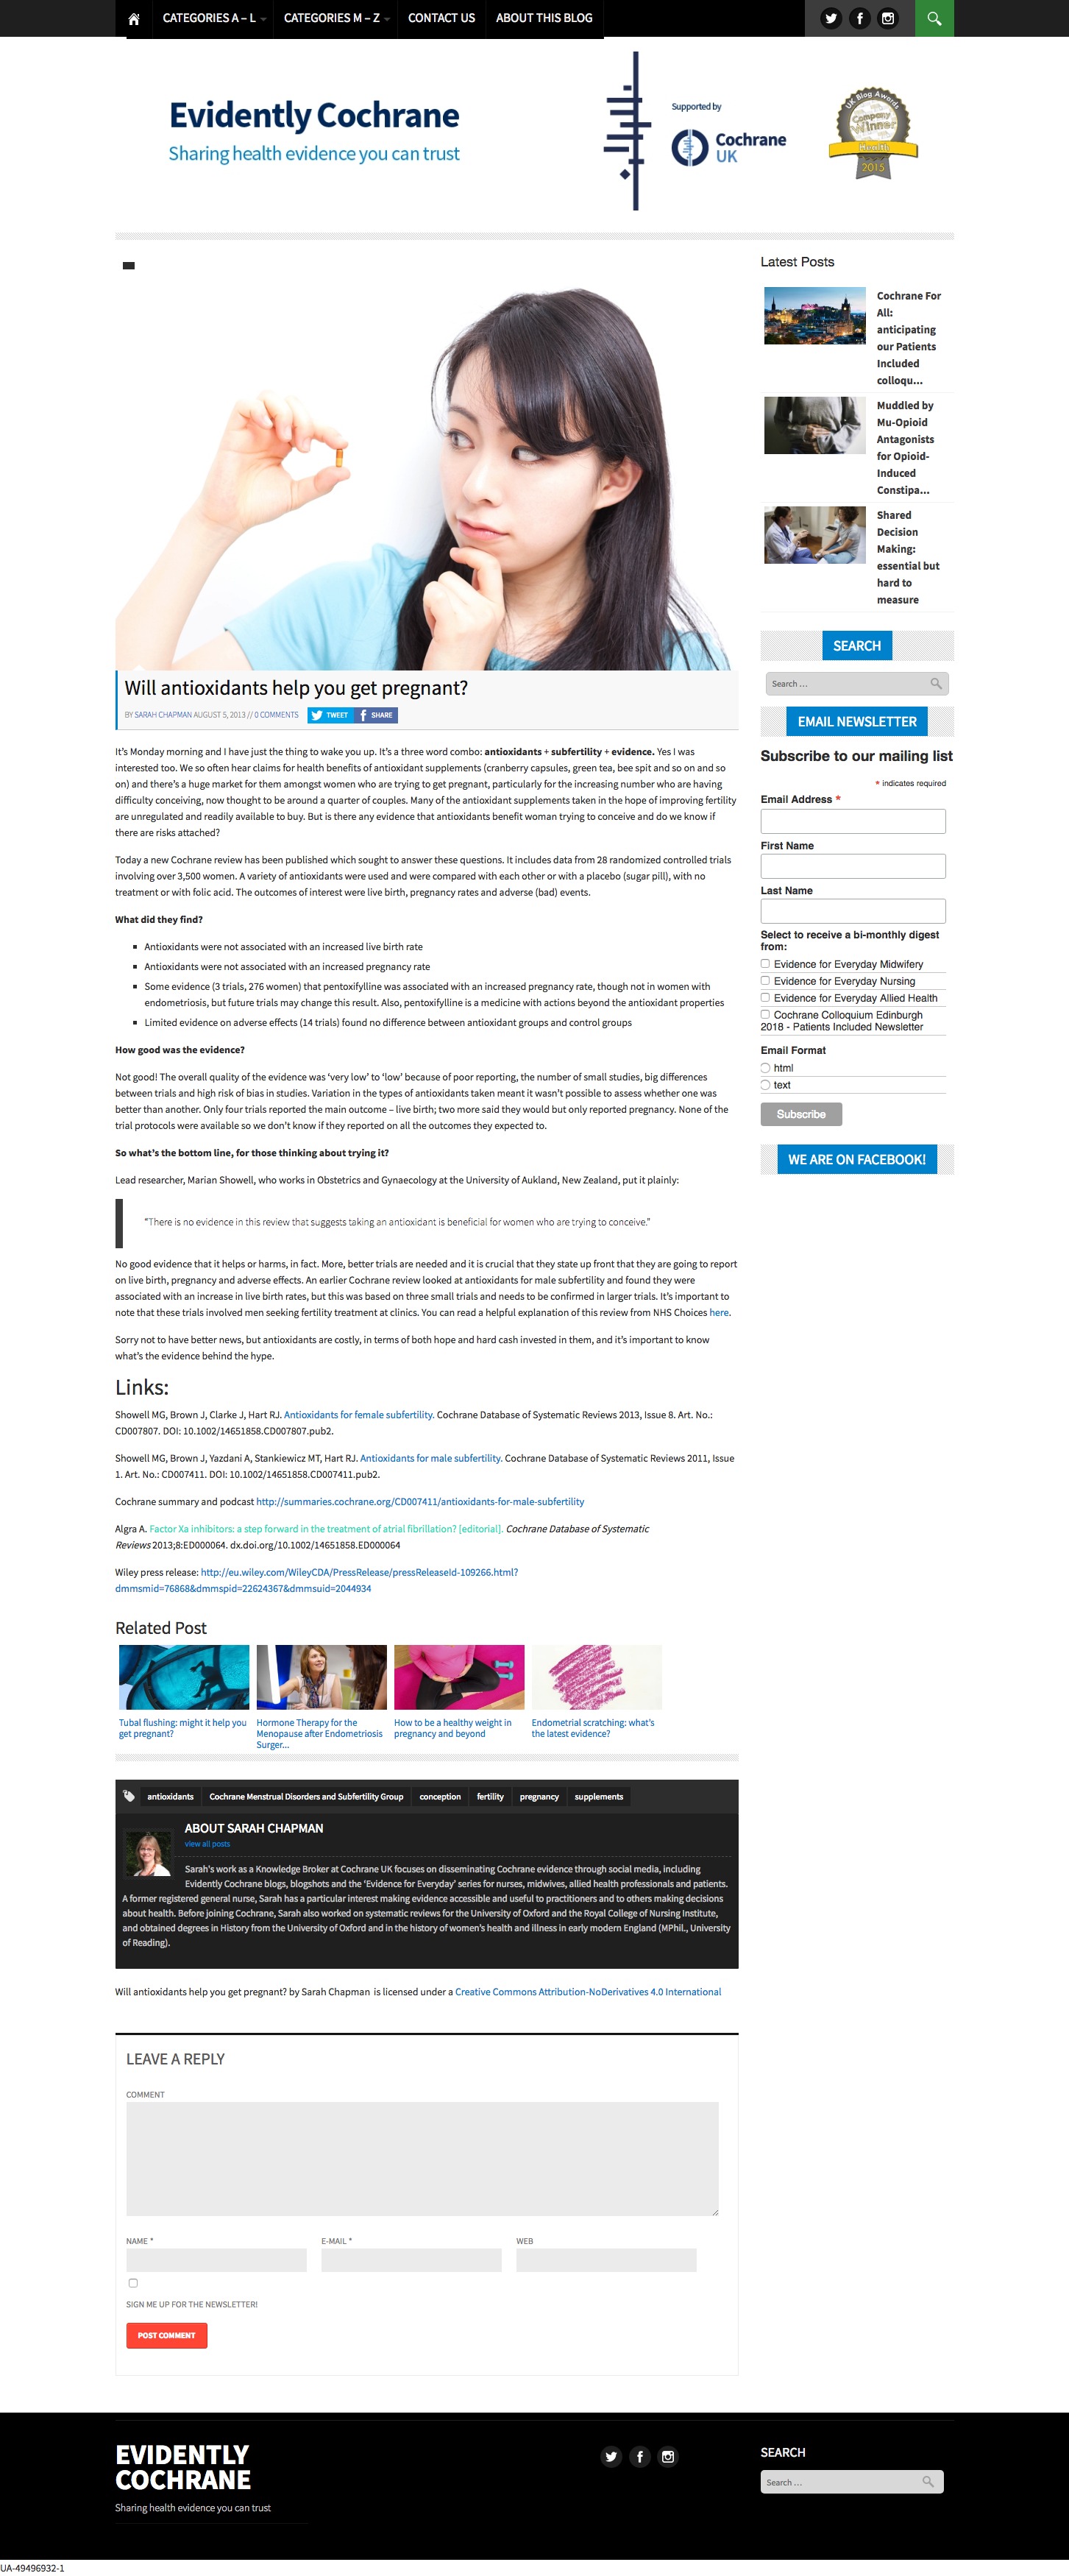 CATEGORIES A – L
CATEGORIES M – Z
CONTACT US
ABOUT THIS BLOG
Evidently Cochrane
Sharing health evidence you can trust
Supported by
Cochrane
UK
UK Blog Awards
Company
Winner
Health
2015
Will antioxidants help you get pregnant?
BY SARAH CHAPMAN AUGUST 5, 2013 // 0 COMMENTS
TWEET
SHARE
It's Monday morning and I have just the thing to wake you up. It's a three word combo: antioxidants + subfertility + evidence. Yes I was
interested too. We so often hear claims for health benefits of antioxidant supplements (cranberry capsules, green tea, bee spit and so on and so
on) and there's a huge market for them amongst women who are trying to get pregnant, particularly for the increasing number who are having
difficulty conceiving, now thought to be around a quarter of couples. Many of the antioxidant supplements taken in the hope of improving fertility
are unregulated and readily available to buy. But is there any evidence that antioxidants benefit woman trying to conceive and do we know if
there are risks attached?
Today a new Cochrane review has been published which sought to answer these questions. It includes data from 28 randomized controlled trials
involving over 3,500 women. A variety of antioxidants were used and were compared with each other or with a placebo (sugar pill), with no
treatment or with folic acid. The outcomes of interest were live birth, pregnancy rates and adverse (bad) events.
What did they find?
Antioxidants were not associated with an increased live birth rate
Antioxidants were not associated with an increased pregnancy rate
Some evidence (3 trials, 276 women) that pentoxifylline was associated with an increased pregnancy rate, though not in women with
endometriosis, but future trials may change this result. Also, pentoxifylline is a medicine with actions beyond the antioxidant properties
Limited evidence on adverse effects (14 trials) found no difference between antioxidant groups and control groups
How good was the evidence?
Not good! The overall quality of the evidence was 'very low' to 'low' because of poor reporting, the number of small studies, big differences
between trials and high risk of bias in studies. Variation in the types of antioxidants taken meant it wasn't possible to assess whether one was
better than another. Only four trials reported the main outcome – live birth; two more said they would but only reported pregnancy. None of the
trial protocols were available so we don't know if they reported on all the outcomes they expected to.
So what's the bottom line, for those thinking about trying it?
Lead researcher, Marian Showell, who works in Obstetrics and Gynaecology at the University of Aukland, New Zealand, put it plainly:
"There is no evidence in this review that suggests taking an antioxidant is beneficial for women who are trying to conceive."
No good evidence that it helps or harms, in fact. More, better trials are needed and it is crucial that they state up front that they are going to report
on live birth, pregnancy and adverse effects. An earlier Cochrane review looked at antioxidants for male subfertility and found they were
associated with an increase in live birth rates, but this was based on three small trials and needs to be confirmed in larger trials. It's important to
note that these trials involved men seeking fertility treatment at clinics. You can read a helpful explanation of this review from NHS Choices here.
Sorry not to have better news, but antioxidants are costly, in terms of both hope and hard cash invested in them, and it's important to know
what's the evidence behind the hype.
Links:
Showell MG, Brown J, Clarke J, Hart RJ. Antioxidants for female subfertility. Cochrane Database of Systematic Reviews 2013, Issue 8. Art. No.:
CD007807. DOI: 10.1002/14651858.CD007807.pub2.
Showell MG, Brown J, Yazdani A, Stankiewicz MT, Hart RJ. Antioxidants for male subfertility. Cochrane Database of Systematic Reviews 2011, Issue
1. Art. No.: CD007411. DOI: 10.1002/14651858.CD007411.pub2.
Cochrane summary and podcast http://summaries.cochrane.org/CD007411/antioxidants-for-male-subfertility
Algra A. Factor Xa inhibitors: a step forward in the treatment of atrial fibrillation? [editorial]. Cochrane Database of Systematic
Reviews 2013;8:ED000064. dx.doi.org/10.1002/14651858.ED000064
Wiley press release: http://eu.wiley.com/WileyCDA/PressRelease/pressReleaseId-109266.html?
dmmsmid=76868&dmmspid=22624367&dmmsuid=2044934
Related Post
Tubal flushing: might it help you
get pregnant?
Hormone Therapy for the
Menopause after Endometriosis
Surger...
How to be a healthy weight in
pregnancy and beyond
Endometrial scratching: what's
the latest evidence?
antioxidants
Cochrane Menstrual Disorders and Subfertility Group
conception
fertility
pregnancy
supplements
ABOUT SARAH CHAPMAN
view all posts
Sarah's work as a Knowledge Broker at Cochrane UK focuses on disseminating Cochrane evidence through social media, including
Evidently Cochrane blogs, blogshots and the 'Evidence for Everyday' series for nurses, midwives, allied health professionals and patients.
A former registered general nurse, Sarah has a particular interest making evidence accessible and useful to practitioners and to others making decisions
about health. Before joining Cochrane, Sarah also worked on systematic reviews for the University of Oxford and the Royal College of Nursing Institute,
and obtained degrees in History from the University of Oxford and in the history of women's health and illness in early modern England (MPhil., University
of Reading).
Will antioxidants help you get pregnant? by Sarah Chapman is licensed under a Creative Commons Attribution-NoDerivatives 4.0 International
LEAVE A REPLY
COMMENT
NAME *
E-MAIL *
WEB
SIGN ME UP FOR THE NEWSLETTER!
POST COMMENT
Latest Posts
Cochrane For
All:
anticipating
our Patients
Included
colloqu...
Muddled by
Mu-Opioid
Antagonists
for Opioid-
Induced
Constipa...
Shared
Decision
Making:
essential but
hard to
measure
SEARCH
Search ...
EMAIL NEWSLETTER
Subscribe to our mailing list
* indicates required
Email Address *
First Name
Last Name
Select to receive a bi-monthly digest
from:
Evidence for Everyday Midwifery
Evidence for Everyday Nursing
Evidence for Everyday Allied Health
Cochrane Colloquium Edinburgh
2018 - Patients Included Newsletter
Email Format
html
text
Subscribe
WE ARE ON FACEBOOK!
EVIDENTLY
COCHRANE
Sharing health evidence you can trust
SEARCH
Search ...
UA-49496932-1